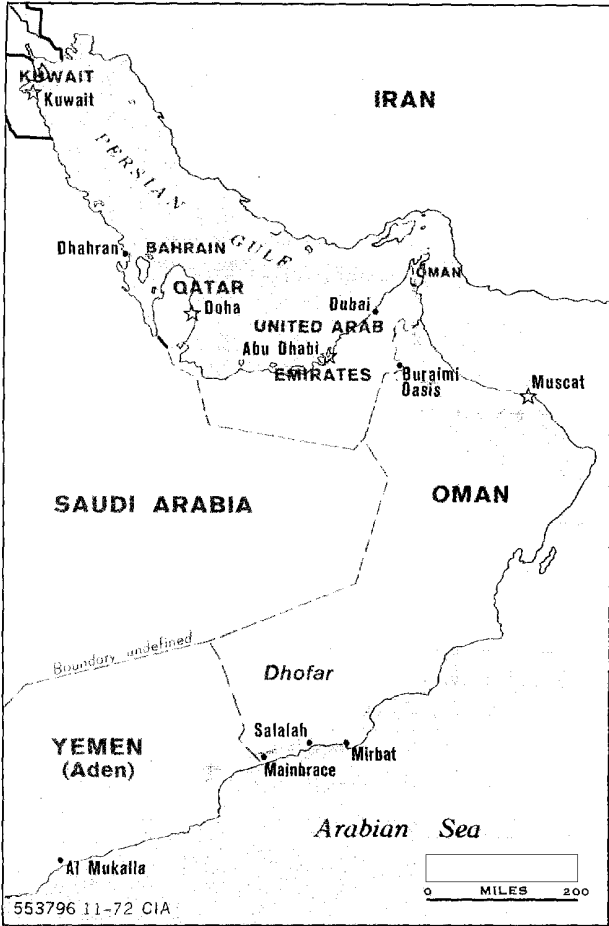 KUWAIT
Kuwait
IRAN
PERSIAN GULF
Dhahran
BAHRAIN
QATAR
Doha
OMAN
Dubai
UNITED ARAB
EMIRATES
Abu Dhabi
Buraimi
Oasis
Muscat
SAUDI ARABIA
OMAN
Boundary undefined
Dhofar
Salalah
Mirbat
Mainbrace
YEMEN
(Aden)
Arabian Sea
Al Mukalla
0 MILES 200
553796 11-72 CIA